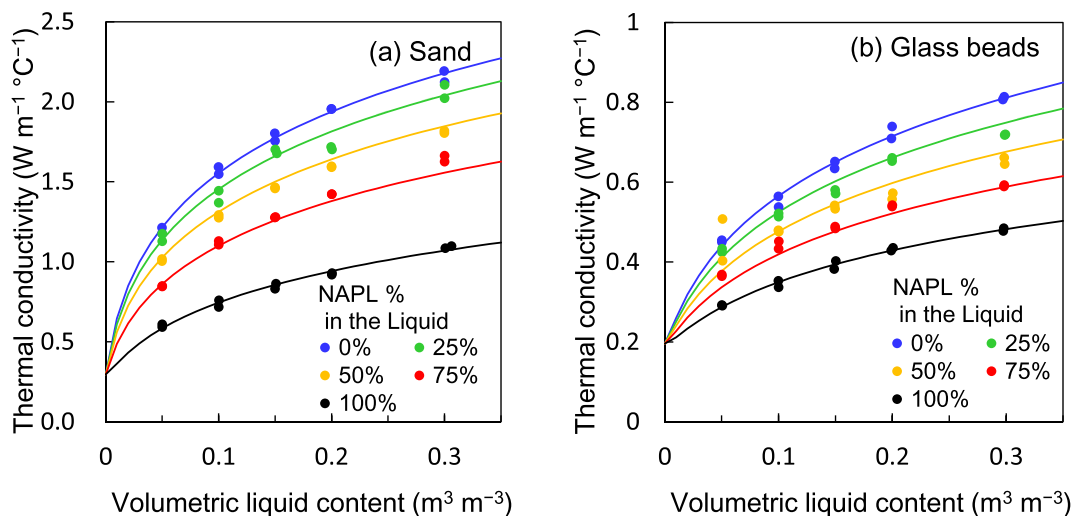 (a) Sand
Thermal conductivity (W m⁻¹ °C⁻¹)
2.5
2.0
1.5
1.0
0.5
0.0
NAPL %
in the Liquid
0% 25%
50% 75%
100%
0 0.1 0.2 0.3
Volumetric liquid content (m³ m⁻³)
(b) Glass beads
Thermal conductivity (W m⁻¹ °C⁻¹)
1
0.8
0.6
0.4
0.2
0
NAPL %
in the Liquid
0% 25%
50% 75%
100%
0 0.1 0.2 0.3
Volumetric liquid content (m³ m⁻³)